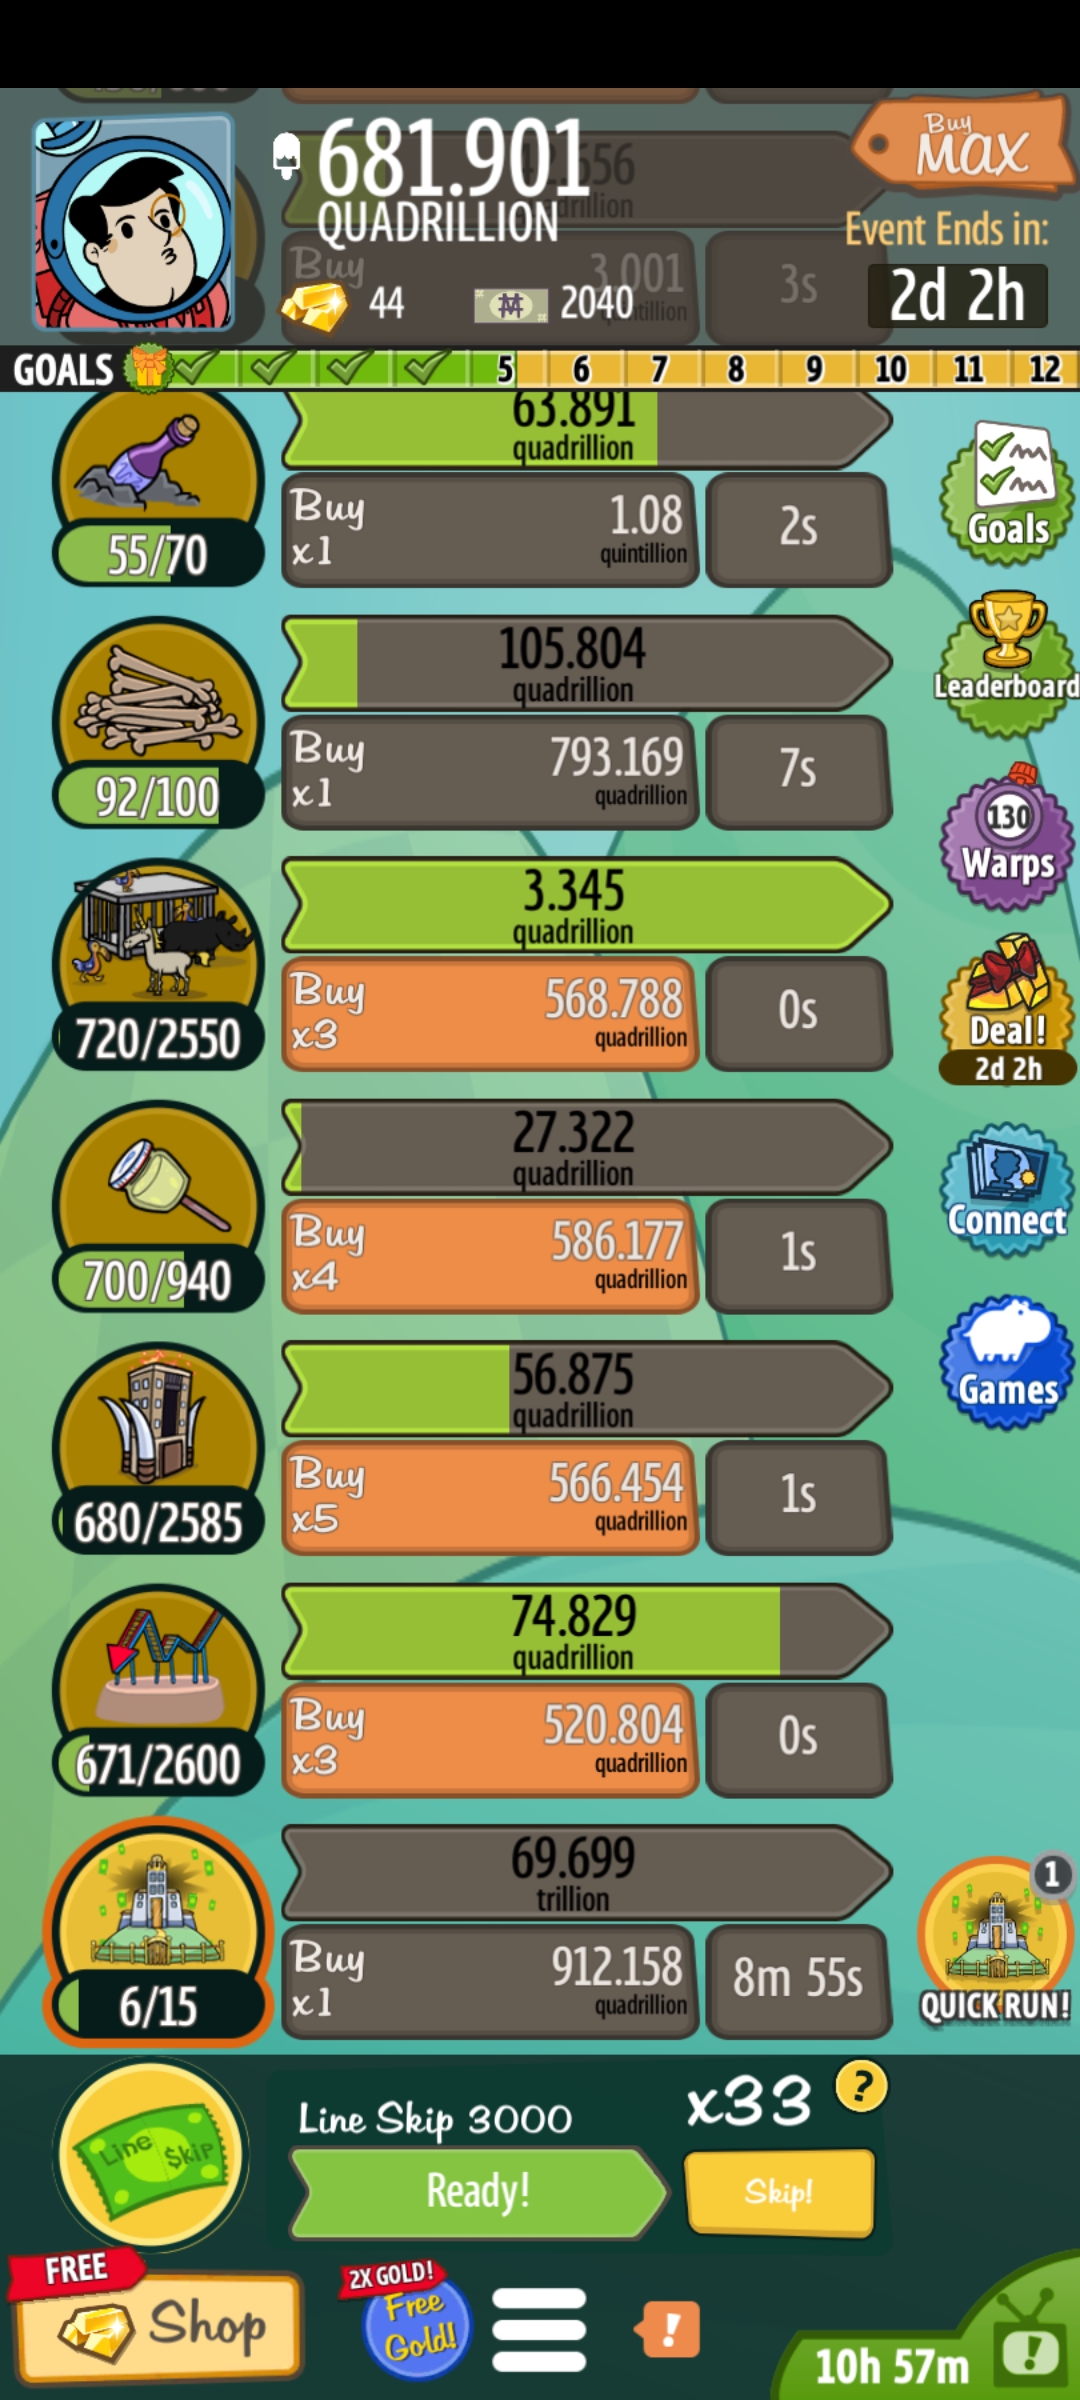 681.901
QUADRILLION
Buy
MAX
Event Ends in:
2d 2h
44
2040
Buy
3.001
3s
GOALS 5 6 7 8 9 10 11 12
63.891
quadrillion
55/70
Buy
x1
1.08
quintillion
2s
Goals
Leaderboard
105.804
quadrillion
92/100
Buy
x1
793.169
quadrillion
7s
130
Warps
3.345
quadrillion
720/2550
Buy
x3
568.788
quadrillion
0s
Deal!
2d 2h
27.322
quadrillion
700/940
Buy
x4
586.177
quadrillion
1s
Connect
56.875
quadrillion
680/2585
Buy
x5
566.454
quadrillion
1s
Games
74.829
quadrillion
671/2600
Buy
x3
520.804
quadrillion
0s
69.699
trillion
6/15
Buy
x1
912.158
quadrillion
8m 55s
1
QUICK RUN!
Line $kip
Line Skip 3000
x33
?
Ready!
Skip!
FREE
Shop
2X GOLD!
Free
Gold!
!
10h 57m
!